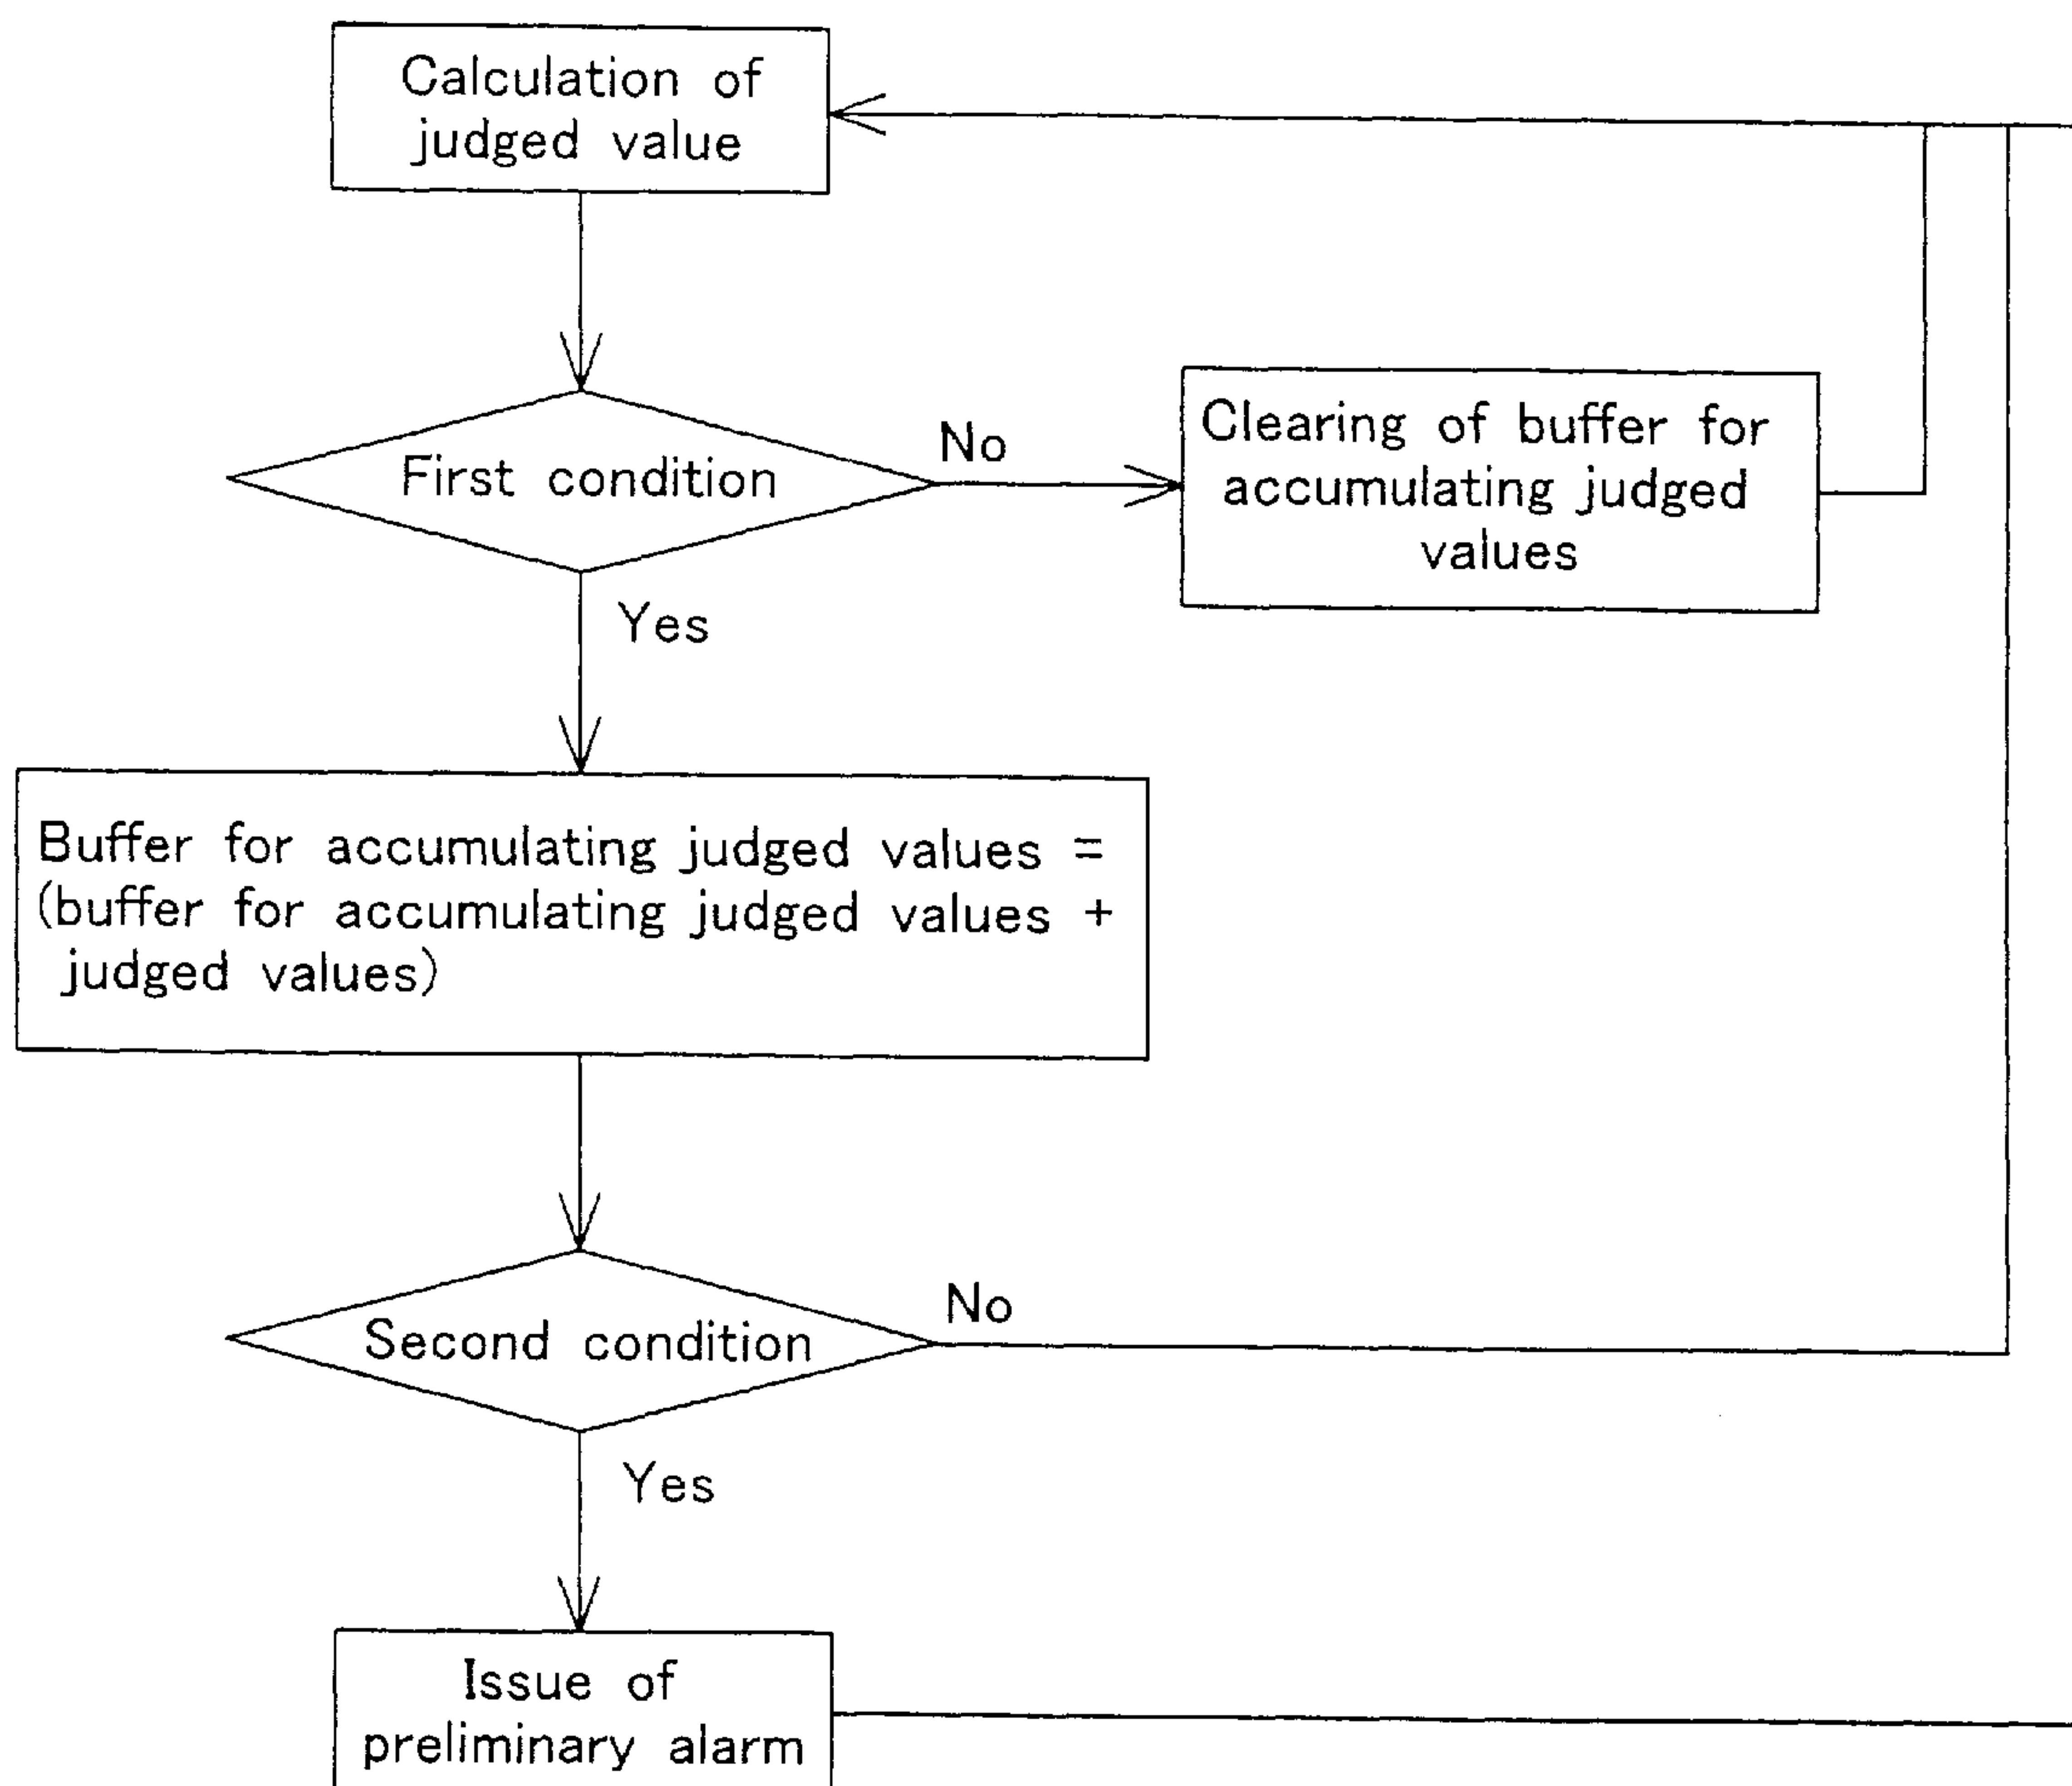 Calculation of
judged value
First condition
No
Clearing of buffer for
accumulating judged
values
Yes
Buffer for accumulating judged values =
(buffer for accumulating judged values +
judged values)
Second condition
No
Yes
Issue of
preliminary alarm